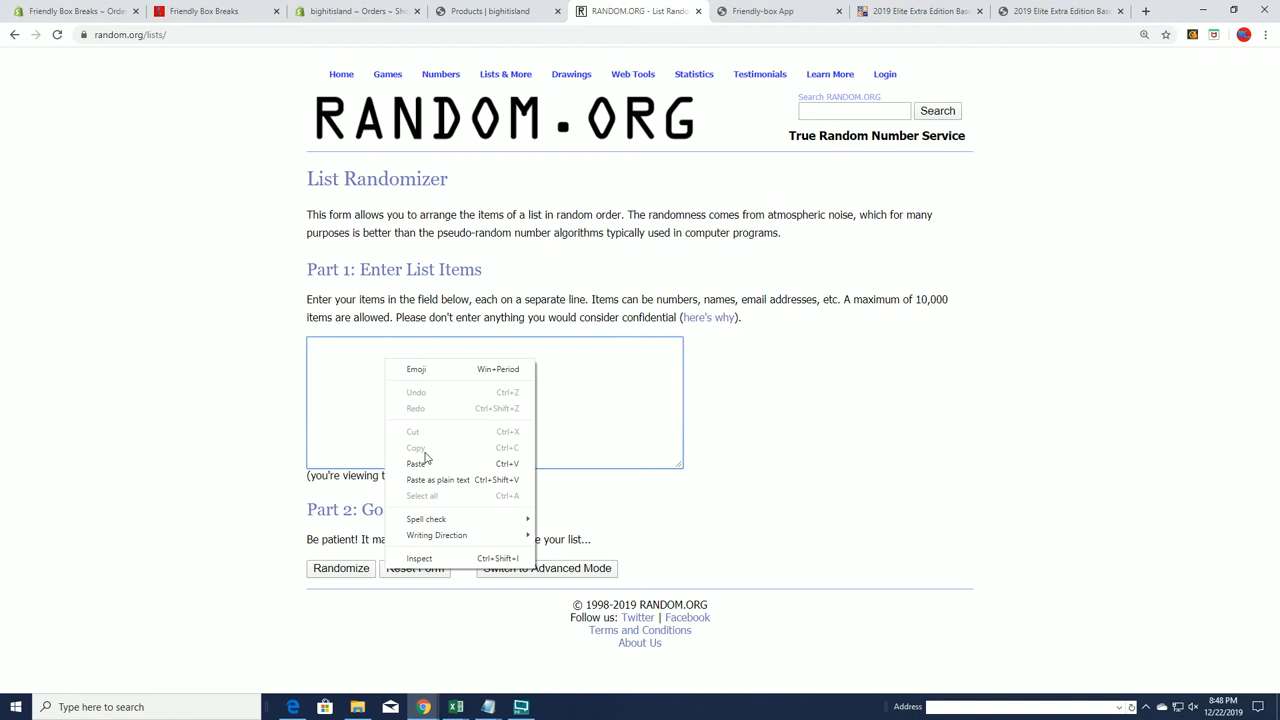 Friendly Box Breaks ~ Orde
Friendly Box Breaks
bightisland ~ Orders ~ Sho
Products | bightisland
RANDOM.ORG - List Rando
Friendly-box Area
2019 Elite Extra Edition Base
2019 Elite Extra Edition Base
random.org/lists/
Home Games Numbers Lists & More Drawings Web Tools Statistics Testimonials Learn More Login
RANDOM.ORG
Search RANDOM.ORG
Search
True Random Number Service
List Randomizer
This form allows you to arrange the items of a list in random order. The randomness comes from atmospheric noise, which for many
purposes is better than the pseudo-random number algorithms typically used in computer programs.
Part 1: Enter List Items
Enter your items in the field below, each on a separate line. Items can be numbers, names, email addresses, etc. A maximum of 10,000
items are allowed. Please don't enter anything you would consider confidential (here's why).
Emoji Win+Period
Undo Ctrl+Z
Redo Ctrl+Shift+Z
Cut Ctrl+X
Copy Ctrl+C
Paste Ctrl+V
Paste as plain text Ctrl+Shift+V
Select all Ctrl+A
Spell check
Writing Direction
Inspect Ctrl+Shift+I
(you're viewing t
Part 2: Go
Be patient! It ma e your list...
Randomize Reset Form Switch to Advanced Mode
© 1998-2019 RANDOM.ORG
Follow us: Twitter | Facebook
Terms and Conditions
About Us
Type here to search
Address
8:48 PM
12/22/2019